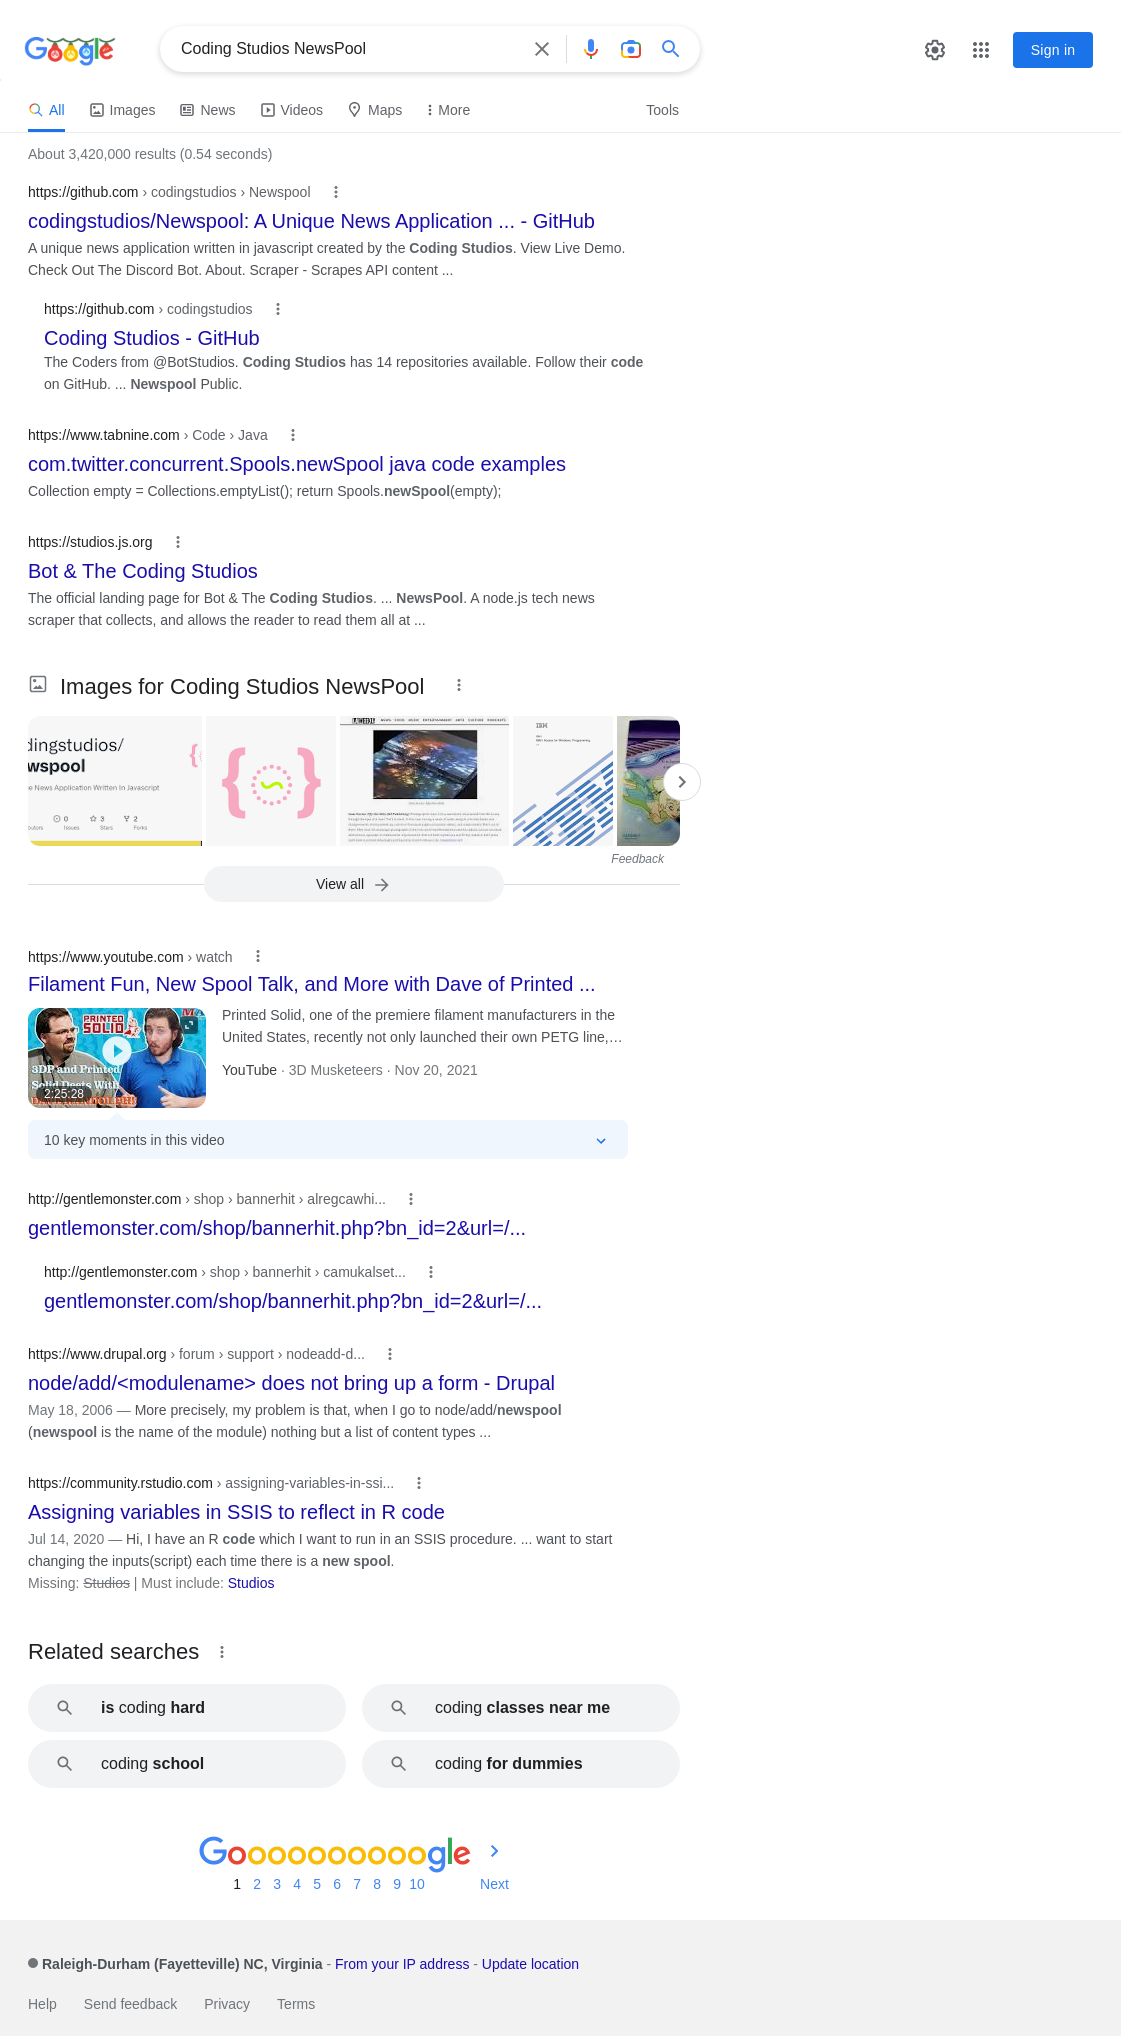 Google
Coding Studios NewsPool
Sign in
All
Images
News
Videos
Maps
More
Tools
About 3,420,000 results (0.54 seconds)
https://github.com › codingstudios › Newspool
codingstudios/Newspool: A Unique News Application ... - GitHub
A unique news application written in javascript created by the Coding Studios. View Live Demo.
Check Out The Discord Bot. About. Scraper - Scrapes API content ...
https://github.com › codingstudios
Coding Studios - GitHub
The Coders from @BotStudios. Coding Studios has 14 repositories available. Follow their code
on GitHub. ... Newspool Public.
https://www.tabnine.com › Code › Java
com.twitter.concurrent.Spools.newSpool java code examples
Collection empty = Collections.emptyList(); return Spools.newSpool(empty);
https://studios.js.org
Bot & The Coding Studios
The official landing page for Bot & The Coding Studios. ... NewsPool. A node.js tech news
scraper that collects, and allows the reader to read them all at ...
Images for Coding Studios NewsPool
dingstudios/
wspool
e News Application Written In Javascript
0
3
2
Issues
Stars
Forks
WEEKLY NEWS FOOD MUSIC ENTERTAINMENT ARTS CULTURE PODCASTS
IBM
Feedback
View all
https://www.youtube.com › watch
Filament Fun, New Spool Talk, and More with Dave of Printed ...
PRINTED
SOLID
3DP and Printed
Solid Deets With
2:25:28
Printed Solid, one of the premiere filament manufacturers in the
United States, recently not only launched their own PETG line,...
YouTube · 3D Musketeers · Nov 20, 2021
10 key moments in this video
http://gentlemonster.com › shop › bannerhit › alregcawhi...
gentlemonster.com/shop/bannerhit.php?bn_id=2&url=/...
http://gentlemonster.com › shop › bannerhit › camukalset...
gentlemonster.com/shop/bannerhit.php?bn_id=2&url=/...
https://www.drupal.org › forum › support › nodeadd-d...
node/add/<modulename> does not bring up a form - Drupal
May 18, 2006 — More precisely, my problem is that, when I go to node/add/newspool
(newspool is the name of the module) nothing but a list of content types ...
https://community.rstudio.com › assigning-variables-in-ssi...
Assigning variables in SSIS to reflect in R code
Jul 14, 2020 — Hi, I have an R code which I want to run in an SSIS procedure. ... want to start
changing the inputs(script) each time there is a new spool.
Missing: Studios | Must include: Studios
Related searches
is coding hard
coding classes near me
coding school
coding for dummies
Goooooooooogle
1 2 3 4 5 6 7 8 9 10 Next
Raleigh-Durham (Fayetteville) NC, Virginia - From your IP address - Update location
Help Send feedback Privacy Terms